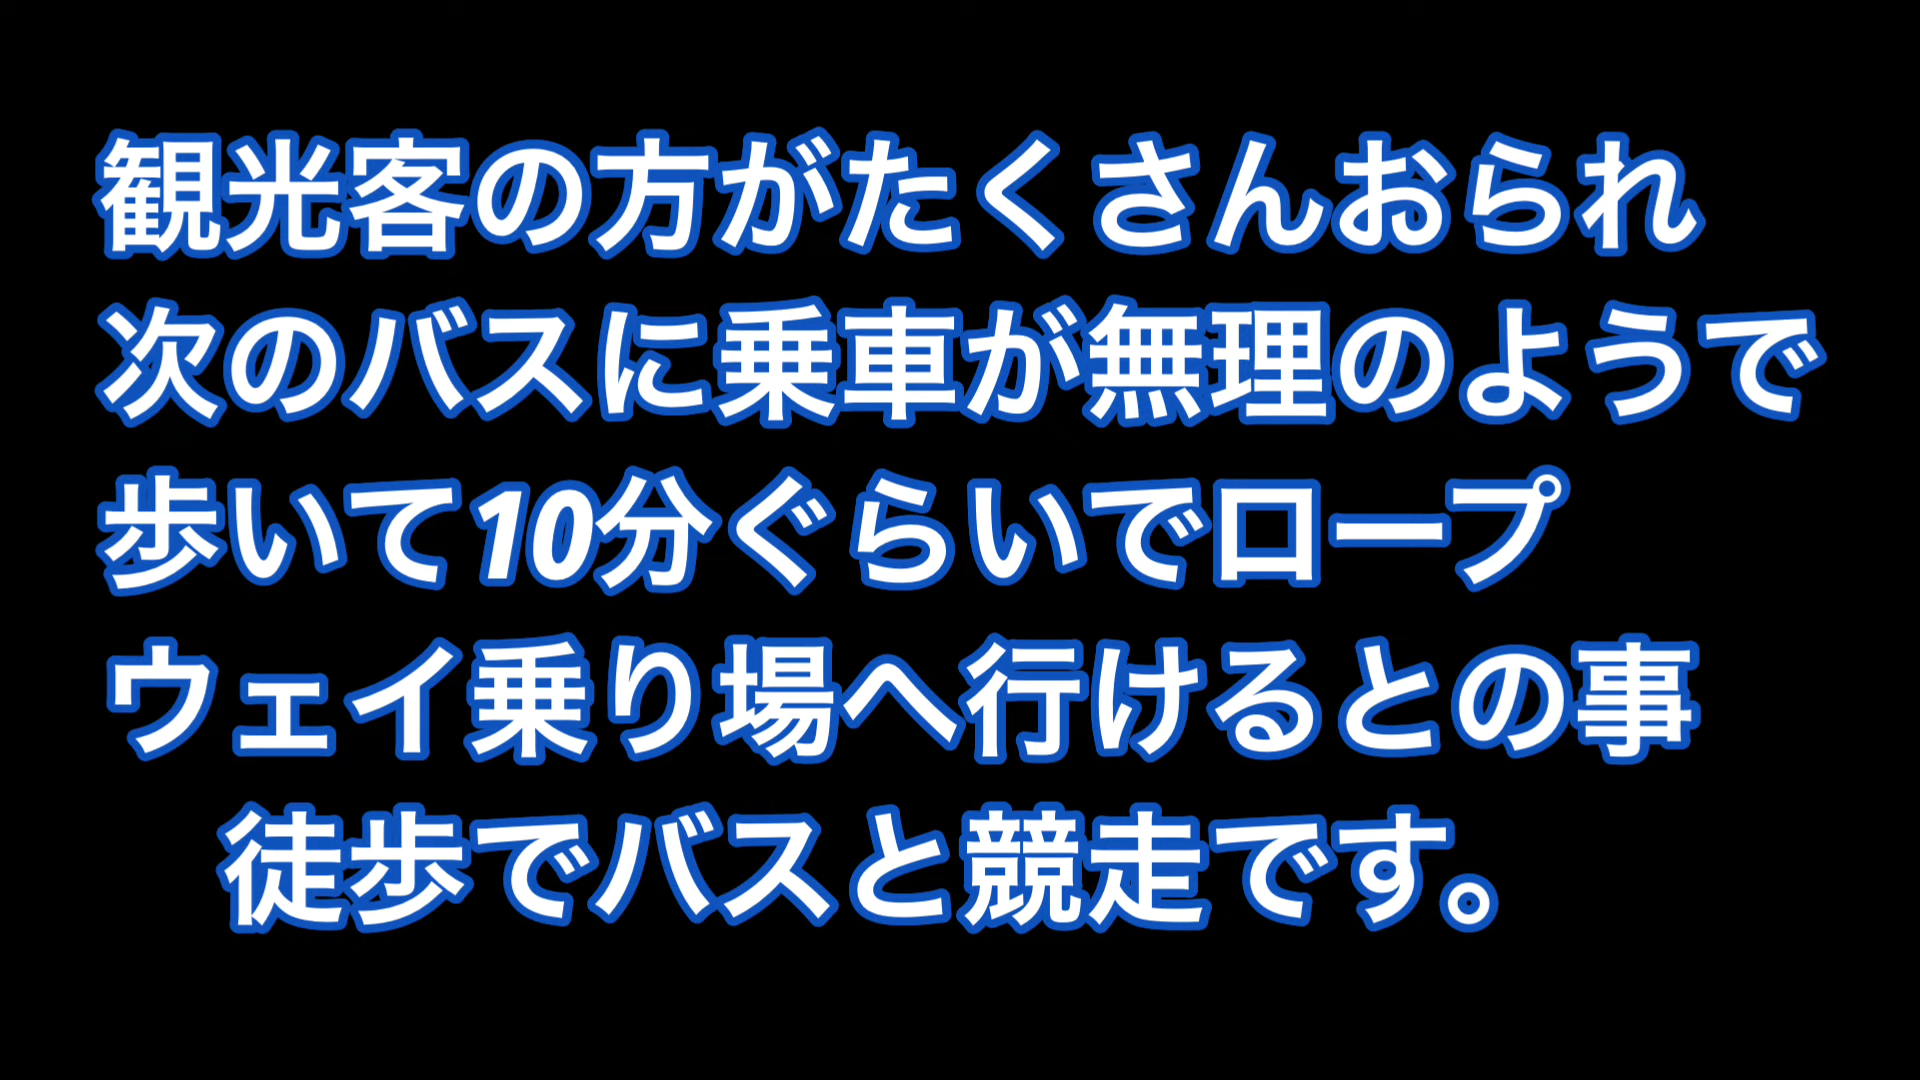 観光客の方がたくさんおられ
次のバスに乗車が無理のようで
歩いて10分ぐらいでロープ
ウェイ乗り場へ行けるとの事
徒歩でバスと競走です。